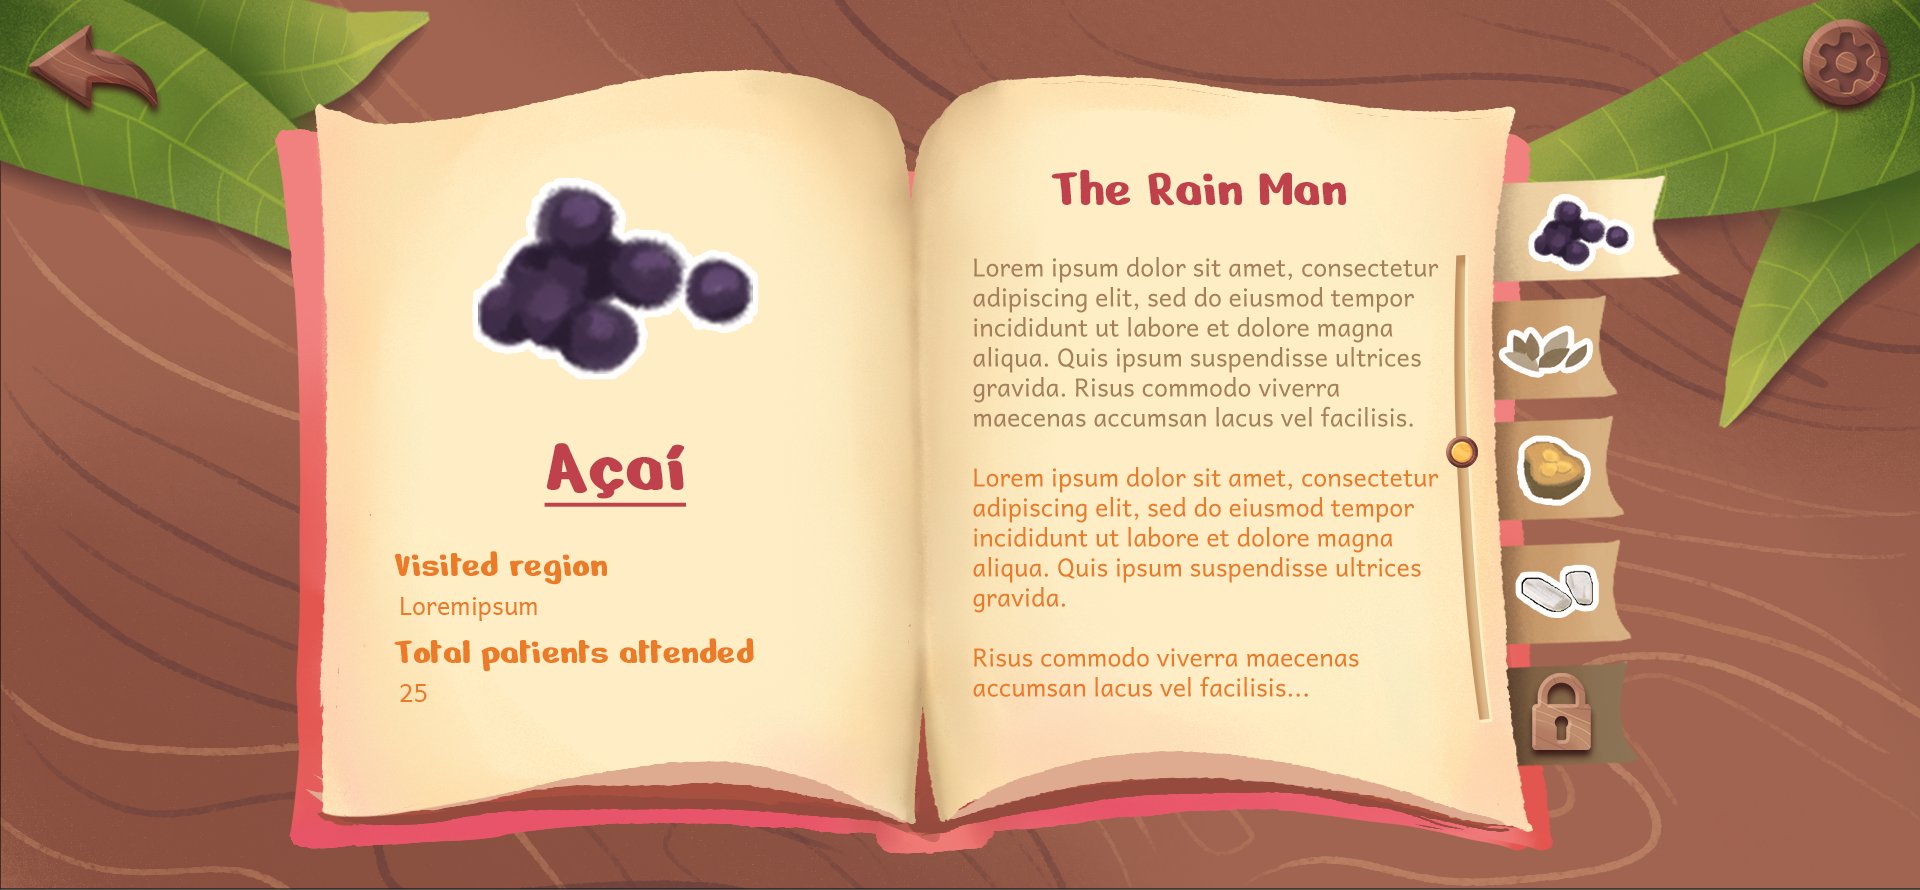 Açaí
Visited region
Loremipsum
Total patients attended
25
The Rain Man
Lorem ipsum dolor sit amet, consectetur
adipiscing elit, sed do eiusmod tempor
incididunt ut labore et dolore magna
aliqua. Quis ipsum suspendisse ultrices
gravida. Risus commodo viverra
maecenas accumsan lacus vel facilisis.
Lorem ipsum dolor sit amet, consectetur
adipiscing elit, sed do eiusmod tempor
incididunt ut labore et dolore magna
aliqua. Quis ipsum suspendisse ultrices
gravida.
Risus commodo viverra maecenas
accumsan lacus vel facilisis...